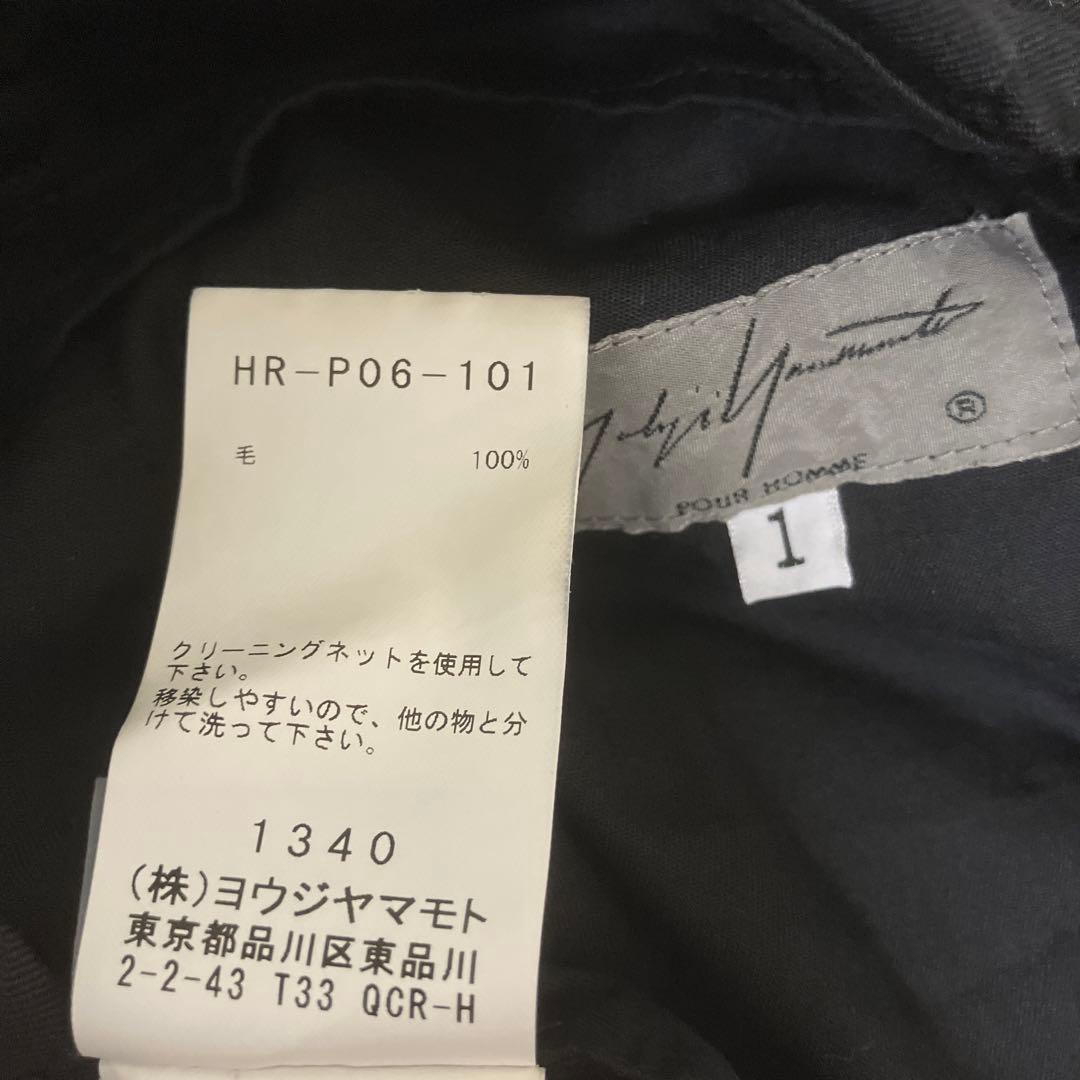 HR-P06-101
毛 100%
クリーニングネットを使用して
下さい。
移染しやすいので、他の物と分
けて洗って下さい。
1340
(株)ヨウジヤマモト
東京都品川区東品川
2-2-43 T33 QCR-H
Yohji Yamamoto
®
POUR HOMME
1